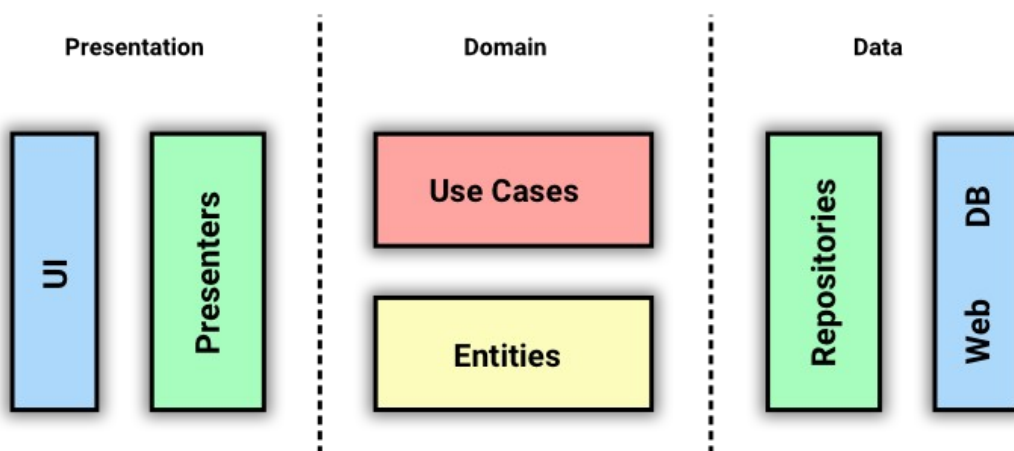 Presentation
Domain
Data
UI
Presenters
Use Cases
Entities
Repositories
DB
Web